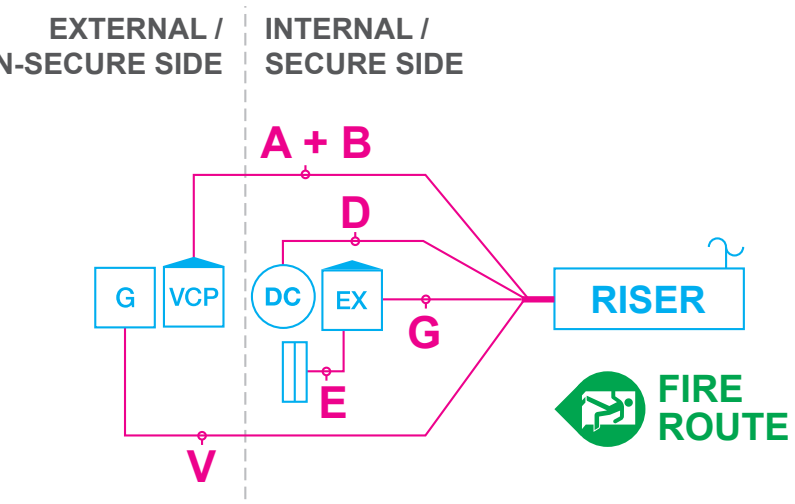 EXTERNAL /
N-SECURE SIDE
INTERNAL /
SECURE SIDE
A + B
D
G
VCP
DC
EX
RISER
G
E
FIRE
ROUTE
V